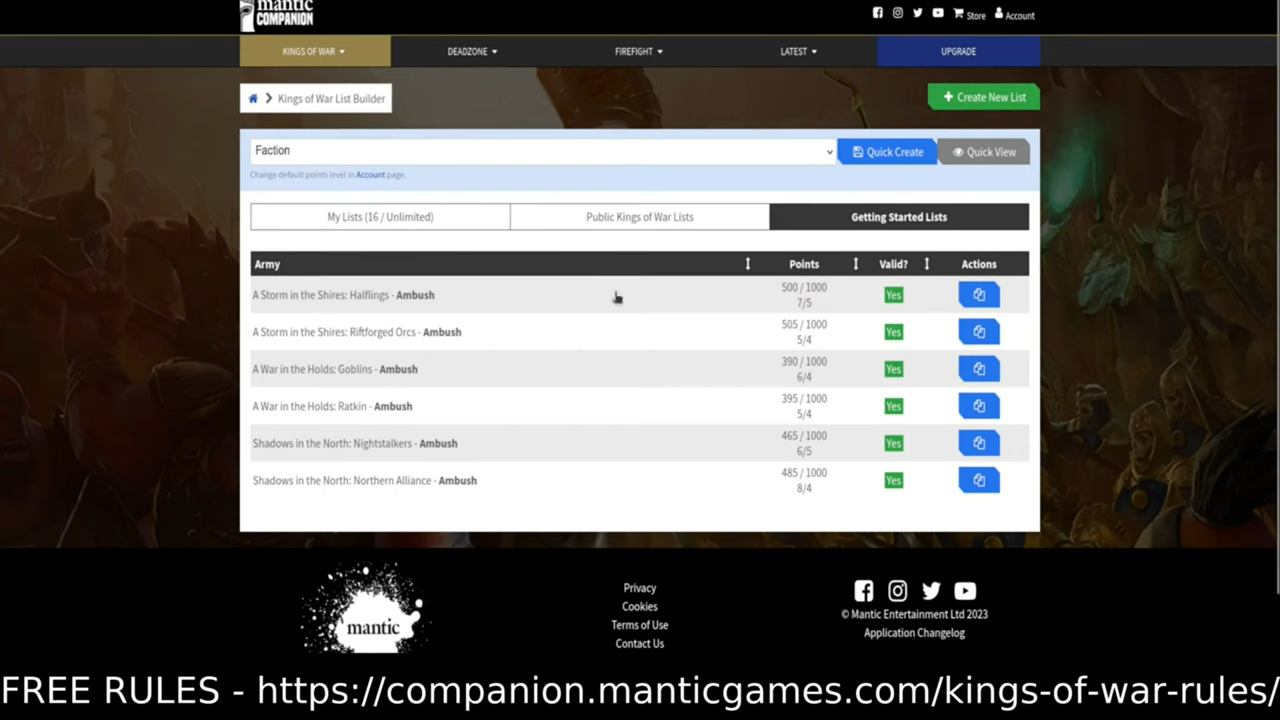 mantic
COMPANION
Store
Account
KINGS OF WAR
DEADZONE
FIREFIGHT
LATEST
UPGRADE
Kings of War List Builder
Create New List
Faction
Quick Create
Quick View
Change default points level in Account page.
My Lists (16 / Unlimited)
Public Kings of War Lists
Getting Started Lists
Army
Points
Valid?
Actions
A Storm in the Shires: Halflings - Ambush
500 / 1000
7/5
Yes
A Storm in the Shires: Riftforged Orcs - Ambush
505 / 1000
5/4
Yes
A War in the Holds: Goblins - Ambush
390 / 1000
6/4
Yes
A War in the Holds: Ratkin - Ambush
395 / 1000
5/4
Yes
Shadows in the North: Nightstalkers - Ambush
465 / 1000
6/5
Yes
Shadows in the North: Northern Alliance - Ambush
485 / 1000
8/4
Yes
mantic
Privacy
Cookies
Terms of Use
Contact Us
© Mantic Entertainment Ltd 2023
Application Changelog
FREE RULES - https://companion.manticgames.com/kings-of-war-rules/